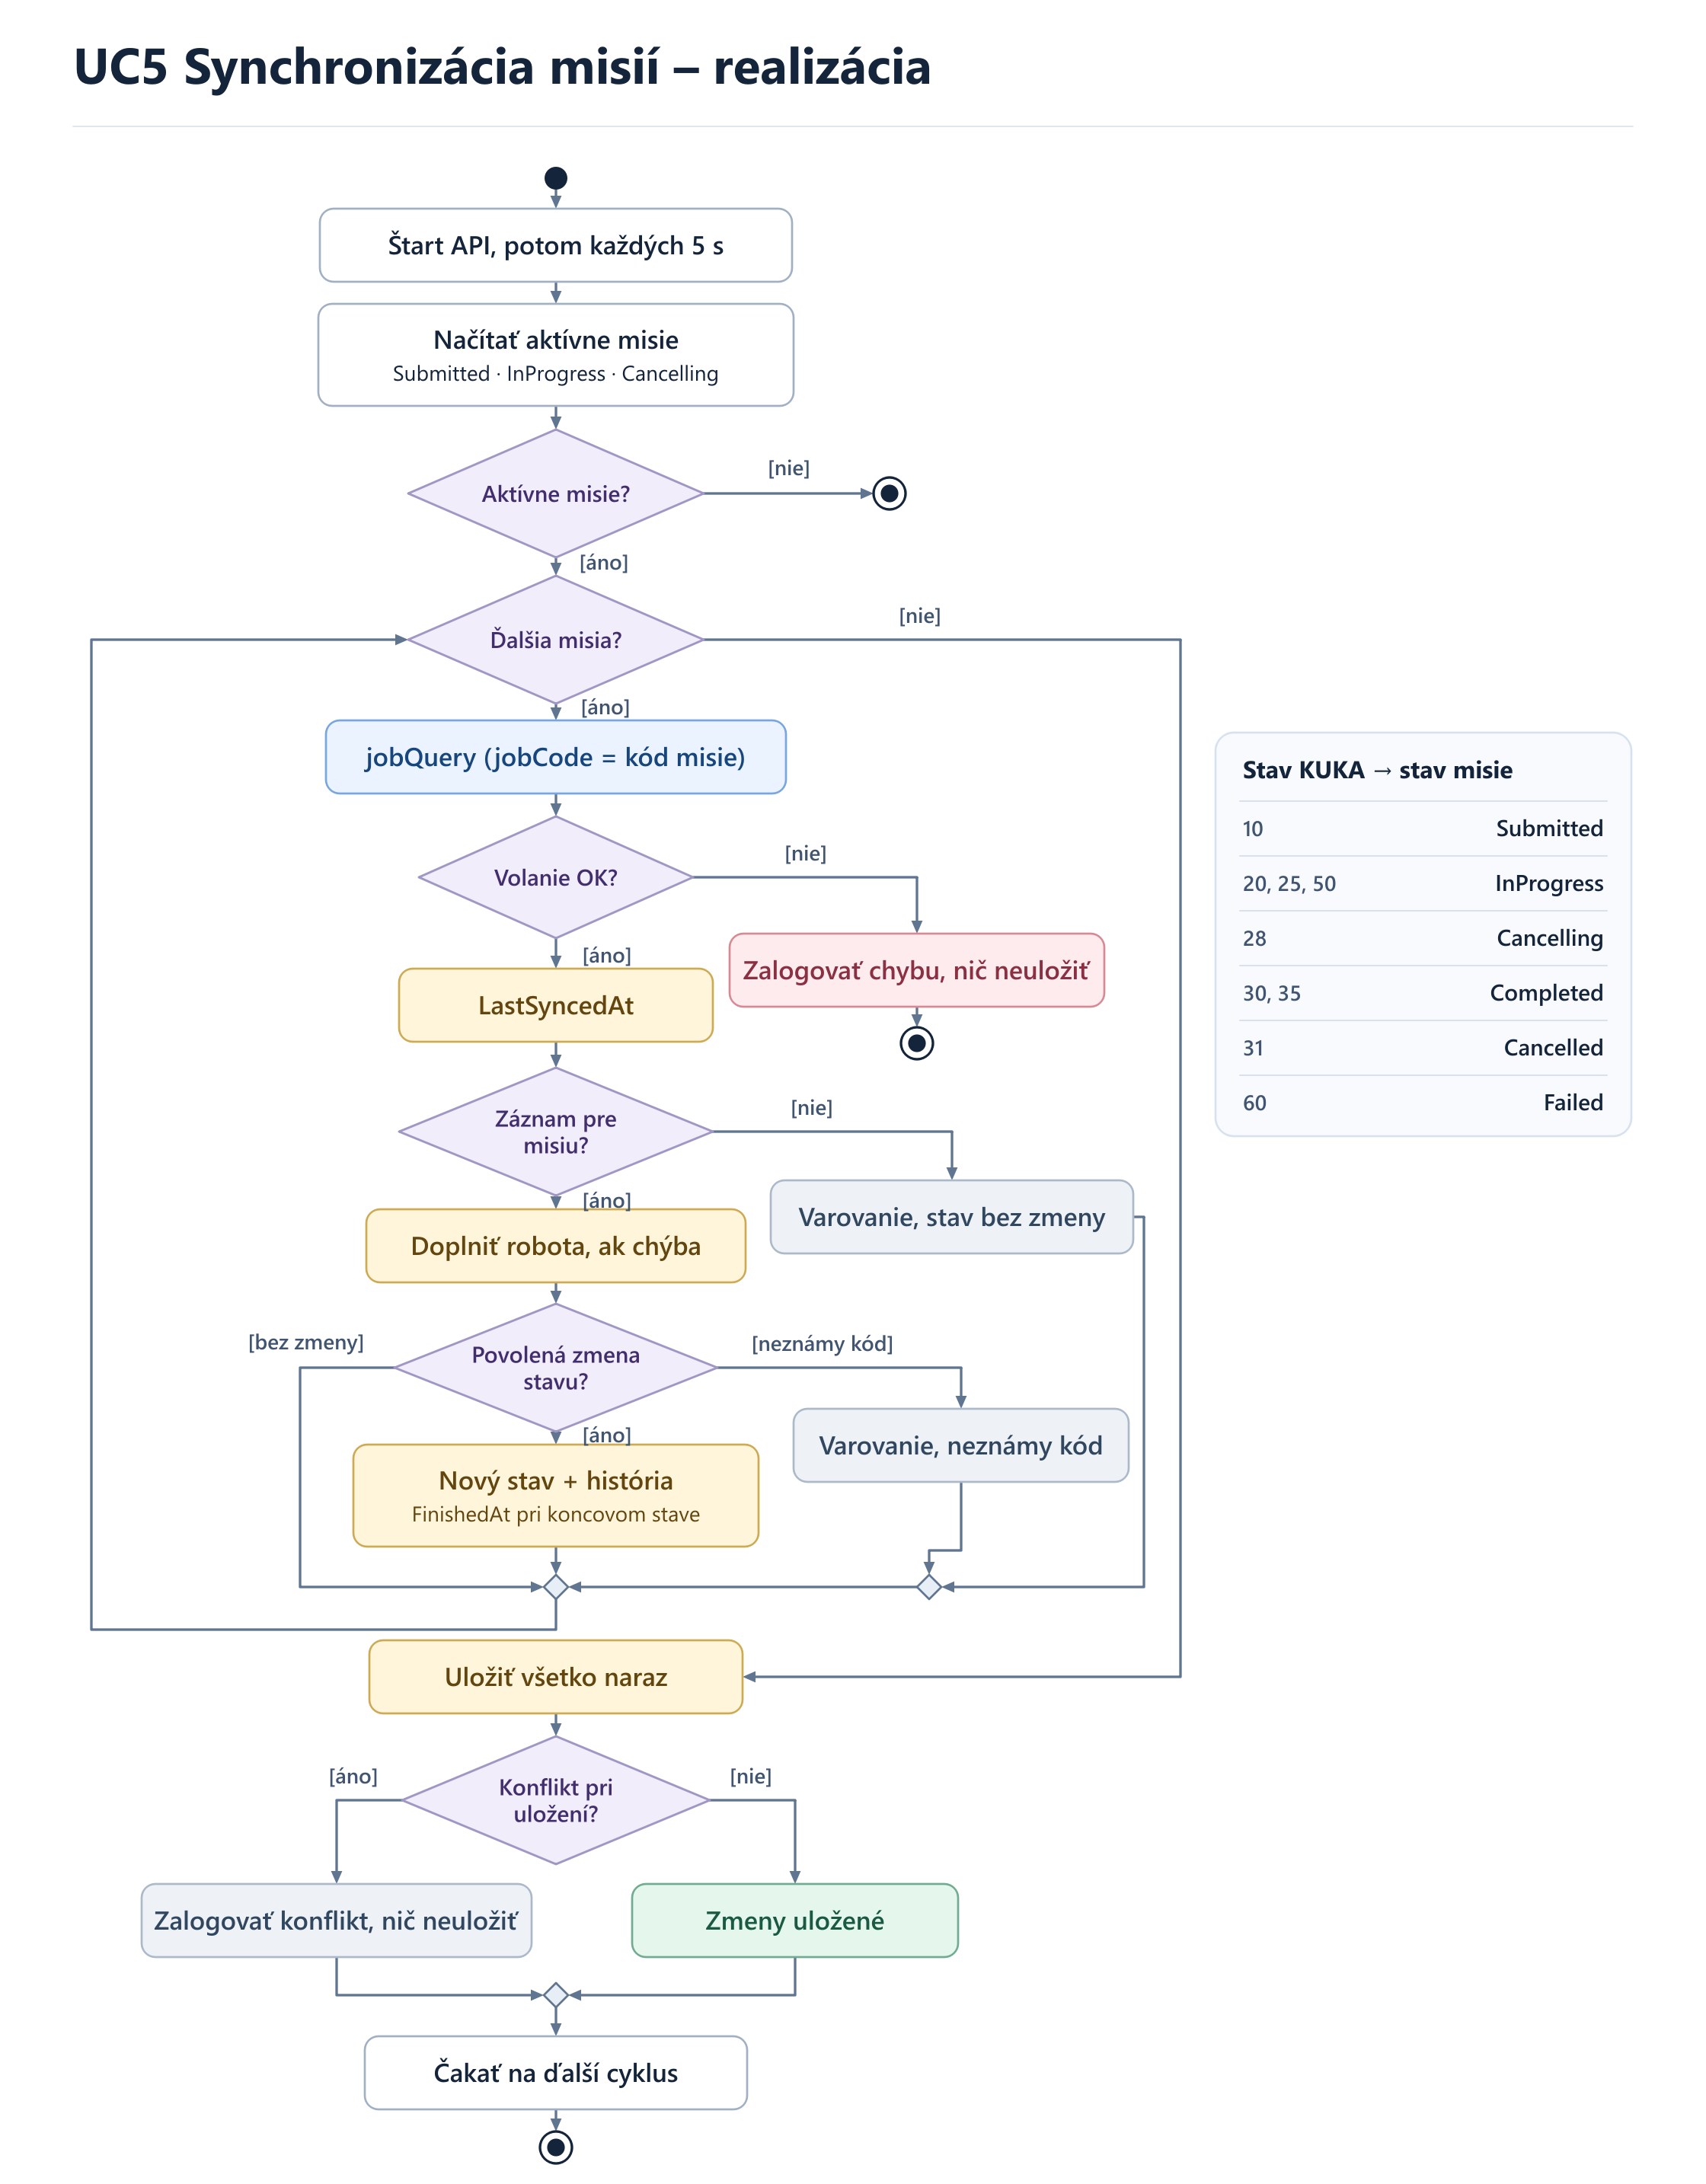 UC5 Synchronizácia misií – realizácia
Štart API, potom každých 5 s
Načítať aktívne misie
Submitted · InProgress · Cancelling
Aktívne misie?
[nie]
[áno]
Ďalšia misia?
[nie]
[áno]
jobQuery (jobCode = kód misie)
Volanie OK?
[nie]
[áno]
Zalogovať chybu, nič neuložiť
LastSyncedAt
Záznam pre
misiu?
[nie]
[áno]
Varovanie, stav bez zmeny
Doplniť robota, ak chýba
[bez zmeny]
Povolená zmena
stavu?
[neznámy kód]
[áno]
Varovanie, neznámy kód
Nový stav + história
FinishedAt pri koncovom stave
Uložiť všetko naraz
[áno]
Konflikt pri
uložení?
[nie]
Zalogovať konflikt, nič neuložiť
Zmeny uložené
Čakať na ďalší cyklus
Stav KUKA → stav misie
10 Submitted
20, 25, 50 InProgress
28 Cancelling
30, 35 Completed
31 Cancelled
60 Failed